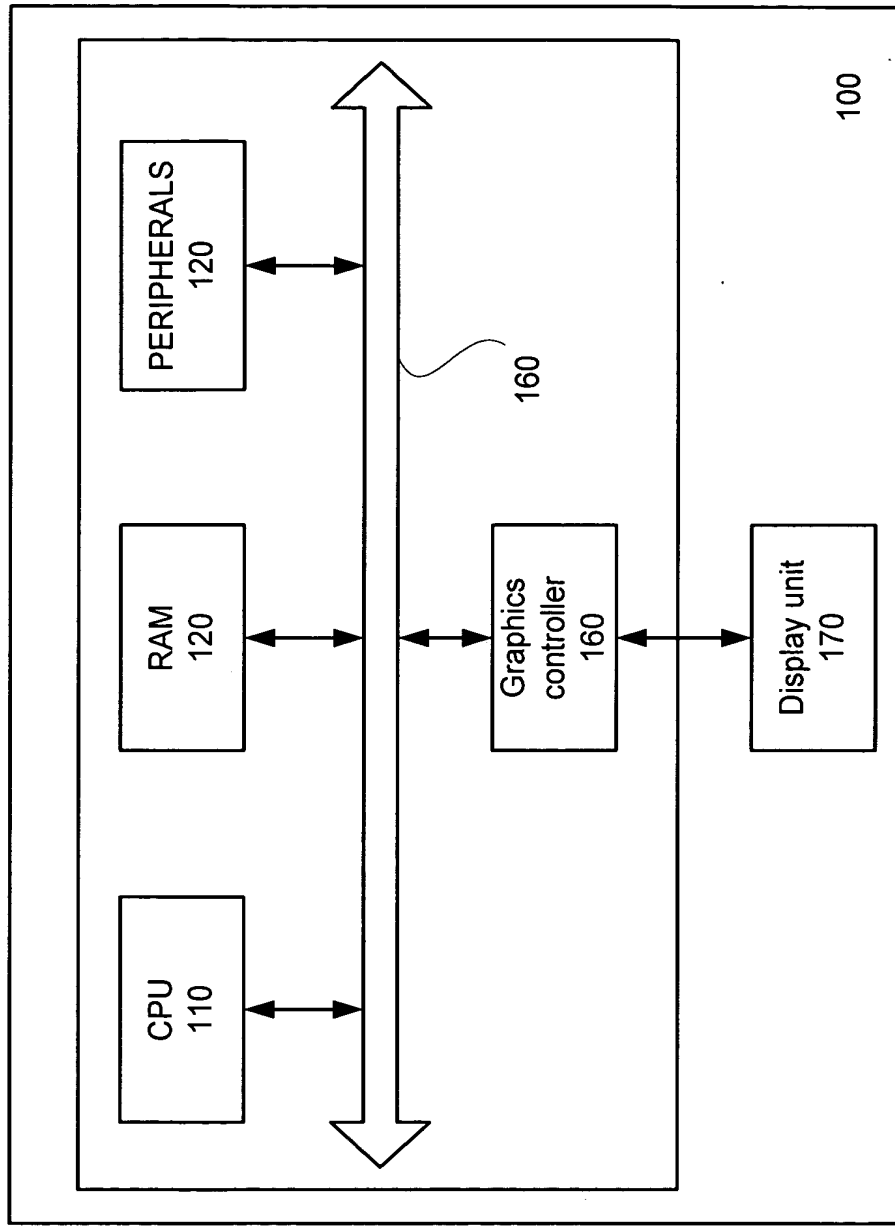 CPU
110
RAM
120
PERIPHERALS
120
160
Graphics
controller
160
Display unit
170
100